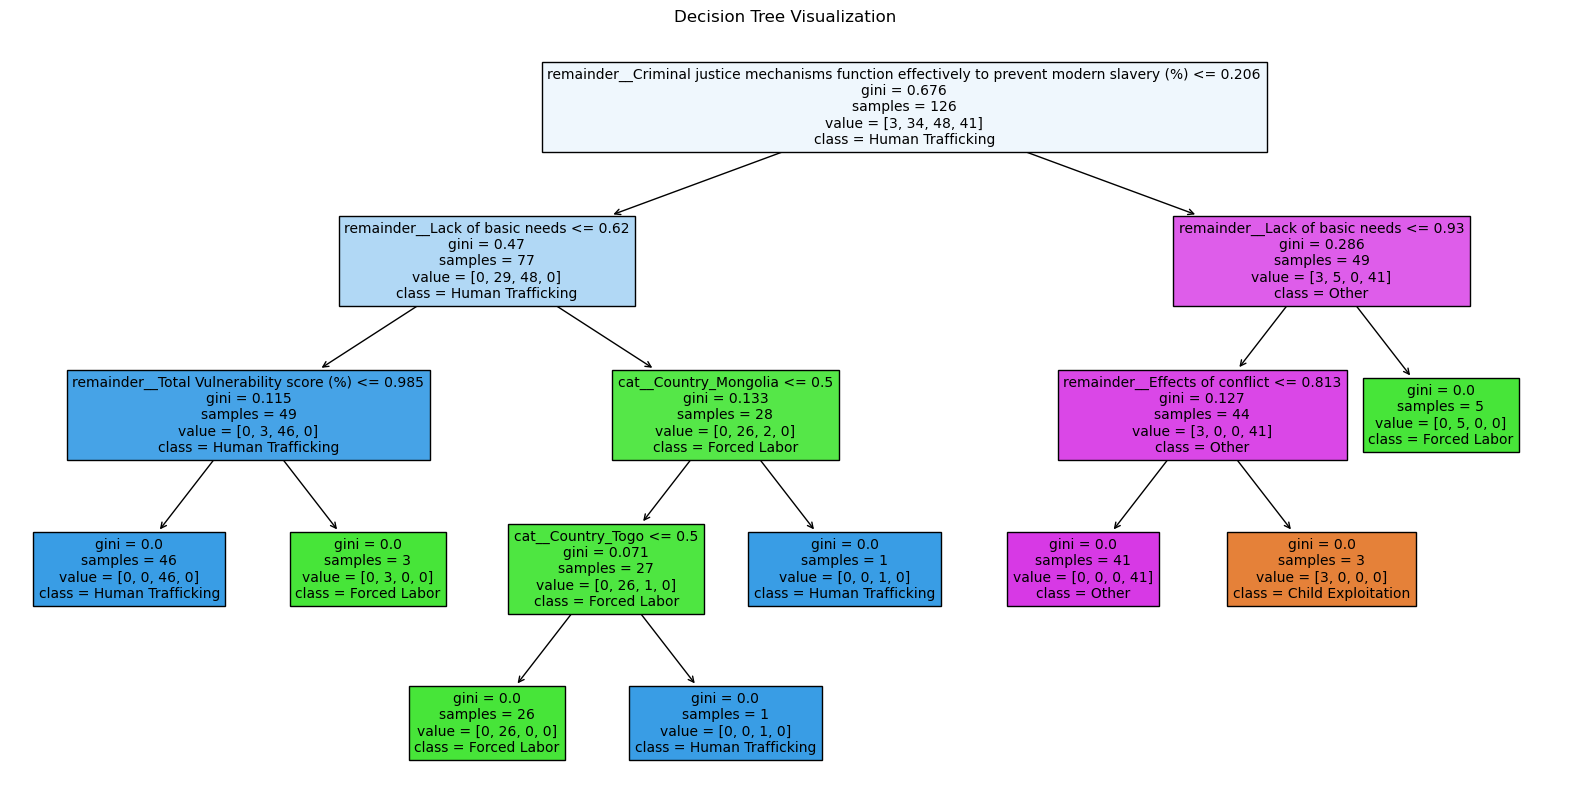 Decision Tree Visualization
remainder__Criminal justice mechanisms function effectively to prevent modern slavery (%) <= 0.206
gini = 0.676
samples = 126
value = [3, 34, 48, 41]
class = Human Trafficking
remainder__Lack of basic needs <= 0.62
gini = 0.47
samples = 77
value = [0, 29, 48, 0]
class = Human Trafficking
remainder__Lack of basic needs <= 0.93
gini = 0.286
samples = 49
value = [3, 5, 0, 41]
class = Other
remainder__Total Vulnerability score (%) <= 0.985
gini = 0.115
samples = 49
value = [0, 3, 46, 0]
class = Human Trafficking
cat__Country_Mongolia <= 0.5
gini = 0.133
samples = 28
value = [0, 26, 2, 0]
class = Forced Labor
remainder__Effects of conflict <= 0.813
gini = 0.127
samples = 44
value = [3, 0, 0, 41]
class = Other
gini = 0.0
samples = 5
value = [0, 5, 0, 0]
class = Forced Labor
gini = 0.0
samples = 46
value = [0, 0, 46, 0]
class = Human Trafficking
gini = 0.0
samples = 3
value = [0, 3, 0, 0]
class = Forced Labor
cat__Country_Togo <= 0.5
gini = 0.071
samples = 27
value = [0, 26, 1, 0]
class = Forced Labor
gini = 0.0
samples = 1
value = [0, 0, 1, 0]
class = Human Trafficking
gini = 0.0
samples = 41
value = [0, 0, 0, 41]
class = Other
gini = 0.0
samples = 3
value = [3, 0, 0, 0]
class = Child Exploitation
gini = 0.0
samples = 26
value = [0, 26, 0, 0]
class = Forced Labor
gini = 0.0
samples = 1
value = [0, 0, 1, 0]
class = Human Trafficking